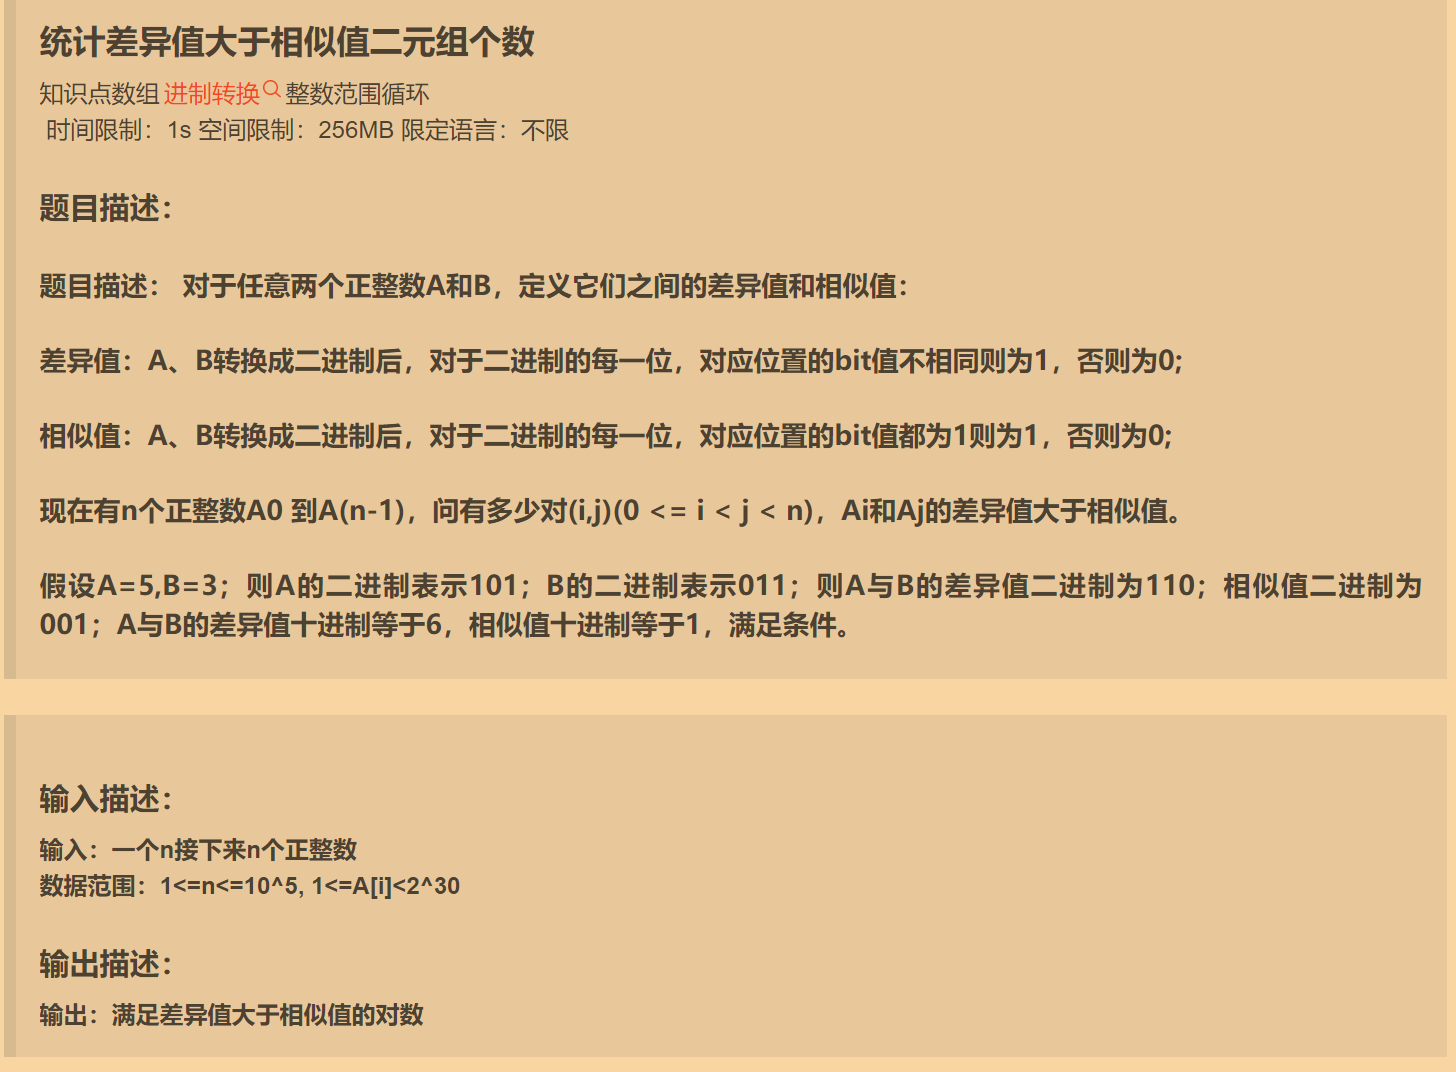 统计差异值大于相似值二元组个数
知识点数组 进制转换 整数范围循环
时间限制：1s 空间限制：256MB 限定语言：不限
题目描述：
题目描述： 对于任意两个正整数A和B，定义它们之间的差异值和相似值：
差异值：A、B转换成二进制后，对于二进制的每一位，对应位置的bit值不相同则为1，否则为0;
相似值：A、B转换成二进制后，对于二进制的每一位，对应位置的bit值都为1则为1，否则为0;
现在有n个正整数A0 到A(n-1)，问有多少对(i,j)(0 <= i < j < n)，Ai和Aj的差异值大于相似值。
假设A=5,B=3；则A的二进制表示101；B的二进制表示011；则A与B的差异值二进制为110；相似值二进制为
001；A与B的差异值十进制等于6，相似值十进制等于1，满足条件。
输入描述：
输入：一个n接下来n个正整数
数据范围：1<=n<=10^5, 1<=A[i]<2^30
输出描述：
输出：满足差异值大于相似值的对数